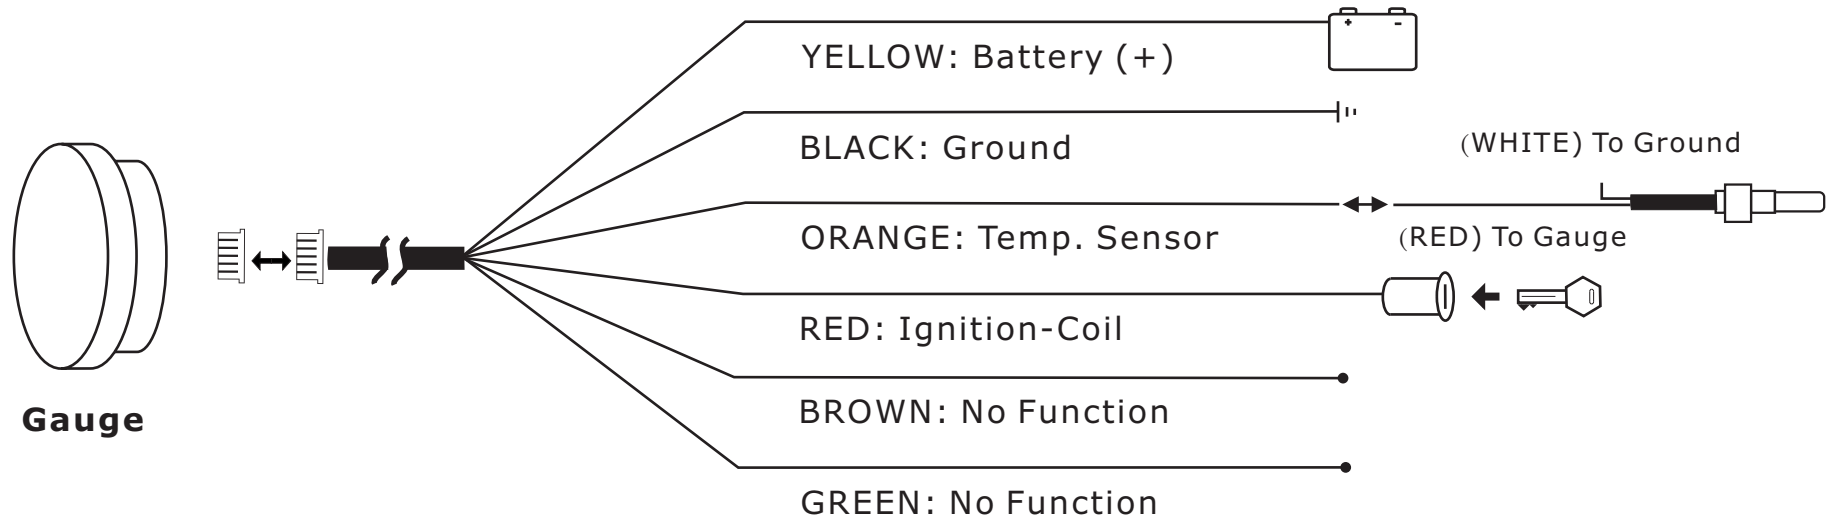 YELLOW: Battery (+)
BLACK: Ground
(WHITE) To Ground
ORANGE: Temp. Sensor
(RED) To Gauge
RED: Ignition-Coil
BROWN: No Function
Gauge
GREEN: No Function